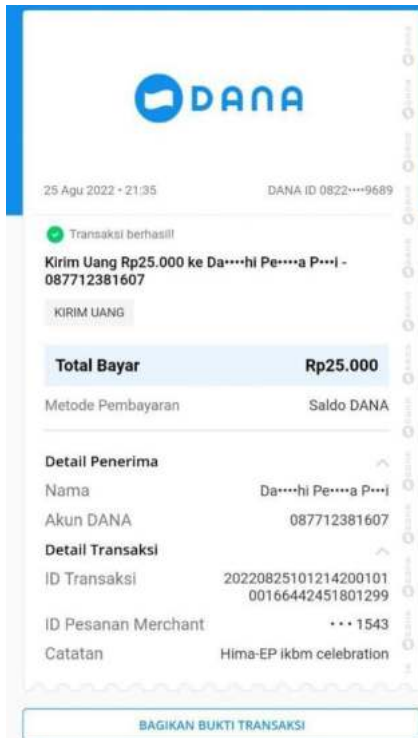 DANA
25 Agu 2022 • 21:35 DANA ID 0822••••9689
Transaksi berhasil!
Kirim Uang Rp25.000 ke Da••••hi Pe••••a P•••i -
087712381607
KIRIM UANG
Total Bayar Rp25.000
Metode Pembayaran Saldo DANA
Detail Penerima
Nama Da••••hi Pe••••a P•••i
Akun DANA 087712381607
Detail Transaksi
ID Transaksi 20220825101214200101
00166442451801299
ID Pesanan Merchant • • • 1543
Catatan Hima-EP ikbm celebration
BAGIKAN BUKTI TRANSAKSI